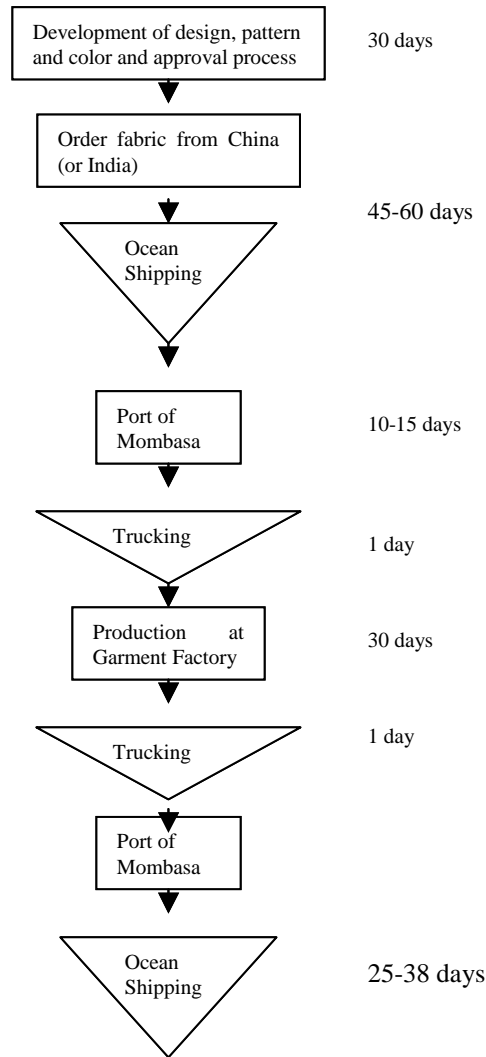 Development of design, pattern
and color and approval process
30 days
Order fabric from China
(or India)
45-60 days
Ocean
Shipping
Port of
Mombasa
10-15 days
Trucking
1 day
Production at
Garment Factory
30 days
Trucking
1 day
Port of
Mombasa
Ocean
Shipping
25-38 days